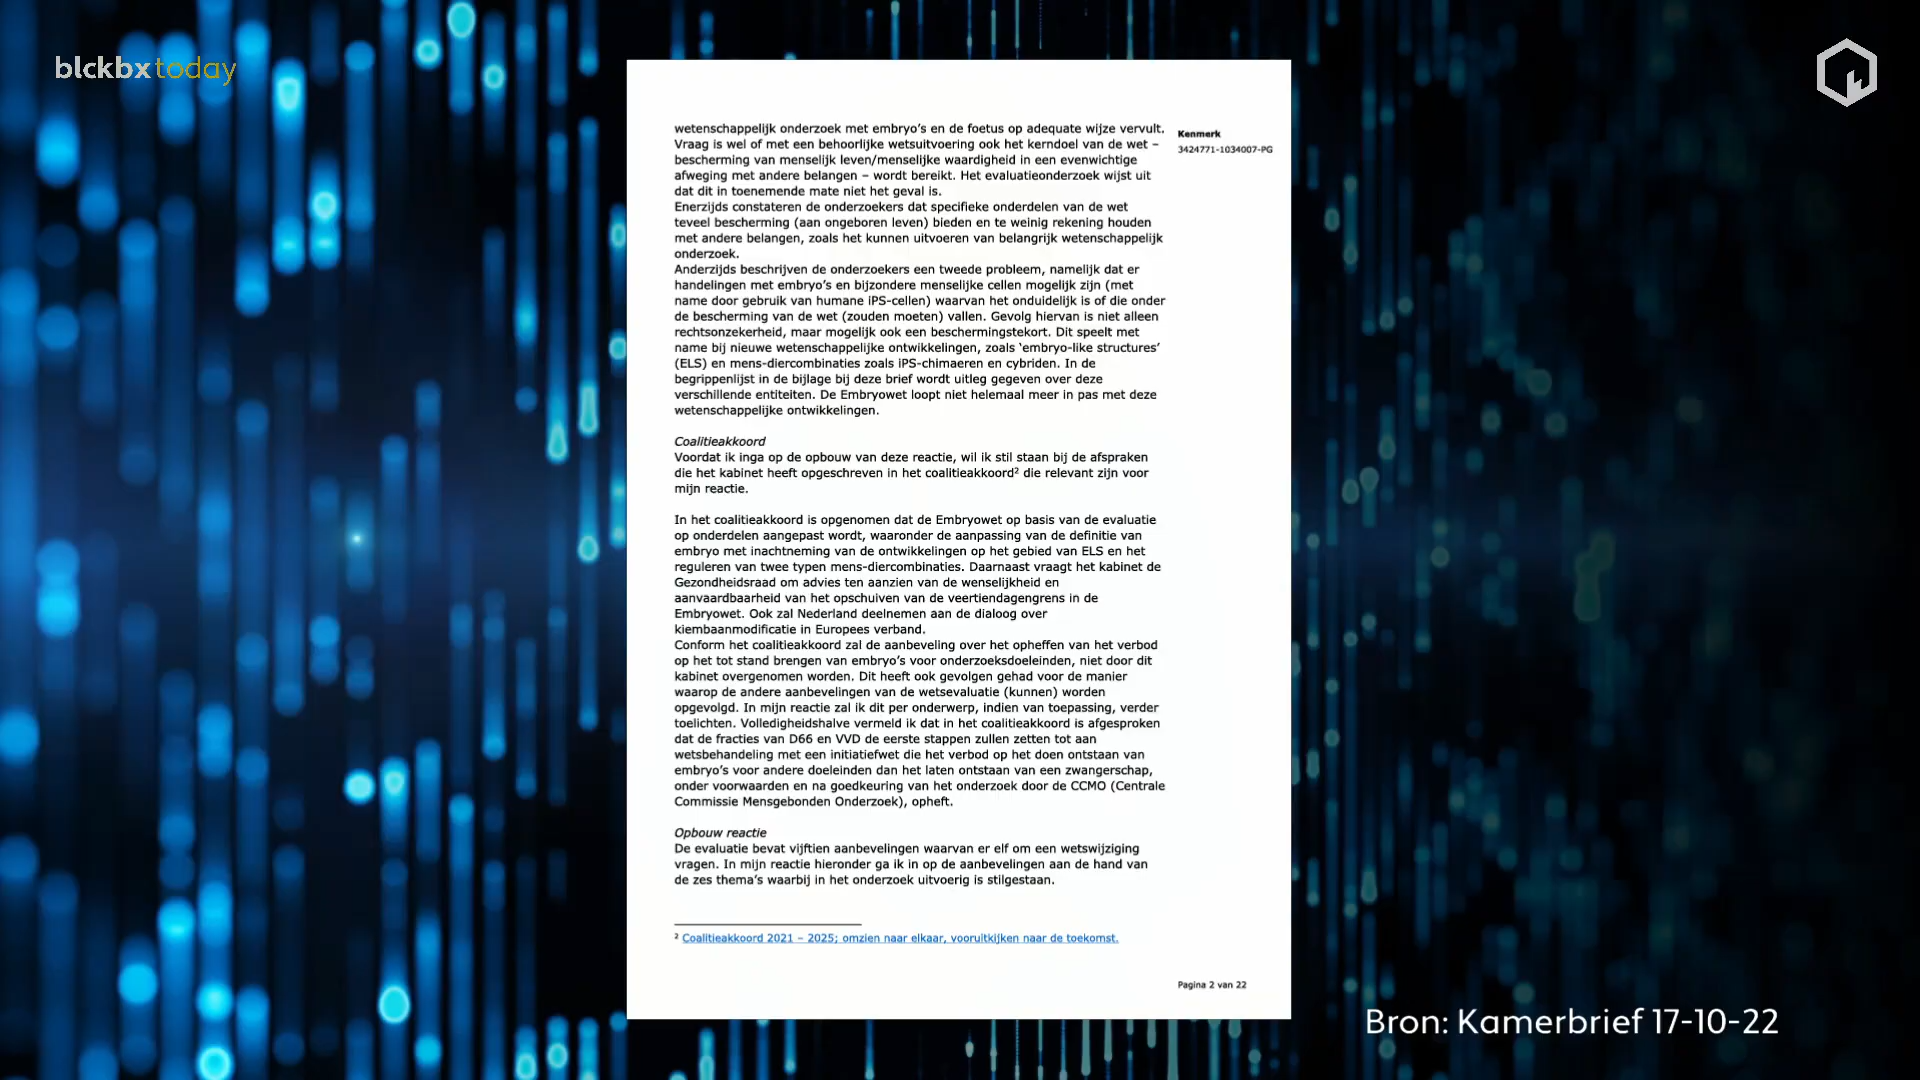 blckbxtoday
wetenschappelijk onderzoek met embryo's en de foetus op adequate wijze vervult.
Vraag is wel of met een behoorlijke wetsuitvoering ook het kerndoel van de wet –
bescherming van menselijk leven/menselijke waardigheid in een evenwichtige
afweging met andere belangen – wordt bereikt. Het evaluatieonderzoek wijst uit
dat dit in toenemende mate niet het geval is.
Enerzijds constateren de onderzoekers dat specifieke onderdelen van de wet
teveel bescherming (aan ongeboren leven) bieden en te weinig rekening houden
met andere belangen, zoals het kunnen uitvoeren van belangrijk wetenschappelijk
onderzoek.
Anderzijds beschrijven de onderzoekers een tweede probleem, namelijk dat er
handelingen met embryo's en bijzondere menselijke cellen mogelijk zijn (met
name door gebruik van humane iPS-cellen) waarvan het onduidelijk is of die onder
de bescherming van de wet (zouden moeten) vallen. Gevolg hiervan is niet alleen
rechtsonzekerheid, maar mogelijk ook een beschermingstekort. Dit speelt met
name bij nieuwe wetenschappelijke ontwikkelingen, zoals 'embryo-like structures'
(ELS) en mens-diercombinaties zoals iPS-chimaeren en cybriden. In de
begrippenlijst in de bijlage bij deze brief wordt uitleg gegeven over deze
verschillende entiteiten. De Embryowet loopt niet helemaal meer in pas met deze
wetenschappelijke ontwikkelingen.
Coalitieakkoord
Voordat ik inga op de opbouw van deze reactie, wil ik stil staan bij de afspraken
die het kabinet heeft opgeschreven in het coalitieakkoord² die relevant zijn voor
mijn reactie.
In het coalitieakkoord is opgenomen dat de Embryowet op basis van de evaluatie
op onderdelen aangepast wordt, waaronder de aanpassing van de definitie van
embryo met inachtneming van de ontwikkelingen op het gebied van ELS en het
reguleren van twee typen mens-diercombinaties. Daarnaast vraagt het kabinet de
Gezondheidsraad om advies ten aanzien van de wenselijkheid en
aanvaardbaarheid van het opschuiven van de veertiendagengrens in de
Embryowet. Ook zal Nederland deelnemen aan de dialoog over
kiembaanmodificatie in Europees verband.
Conform het coalitieakkoord zal de aanbeveling over het opheffen van het verbod
op het tot stand brengen van embryo's voor onderzoeksdoeleinden, niet door dit
kabinet overgenomen worden. Dit heeft ook gevolgen gehad voor de manier
waarop de andere aanbevelingen van de wetsevaluatie (kunnen) worden
opgevolgd. In mijn reactie zal ik dit per onderwerp, indien van toepassing, verder
toelichten. Volledigheidshalve vermeld ik dat in het coalitieakkoord is afgesproken
dat de fracties van D66 en VVD de eerste stappen zullen zetten tot aan
wetsbehandeling met een initiatiefwet die het verbod op het doen ontstaan van
embryo's voor andere doeleinden dan het laten ontstaan van een zwangerschap,
onder voorwaarden en na goedkeuring van het onderzoek door de CCMO (Centrale
Commissie Mensgebonden Onderzoek), opheft.
Opbouw reactie
De evaluatie bevat vijftien aanbevelingen waarvan er elf om een wetswijziging
vragen. In mijn reactie hieronder ga ik in op de aanbevelingen aan de hand van
de zes thema's waarbij in het onderzoek uitvoerig is stilgestaan.
² Coalitieakkoord 2021 – 2025; omzien naar elkaar, vooruitkijken naar de toekomst.
Kenmerk
3424771-1034007-PG
Pagina 2 van 22
Bron: Kamerbrief 17-10-22